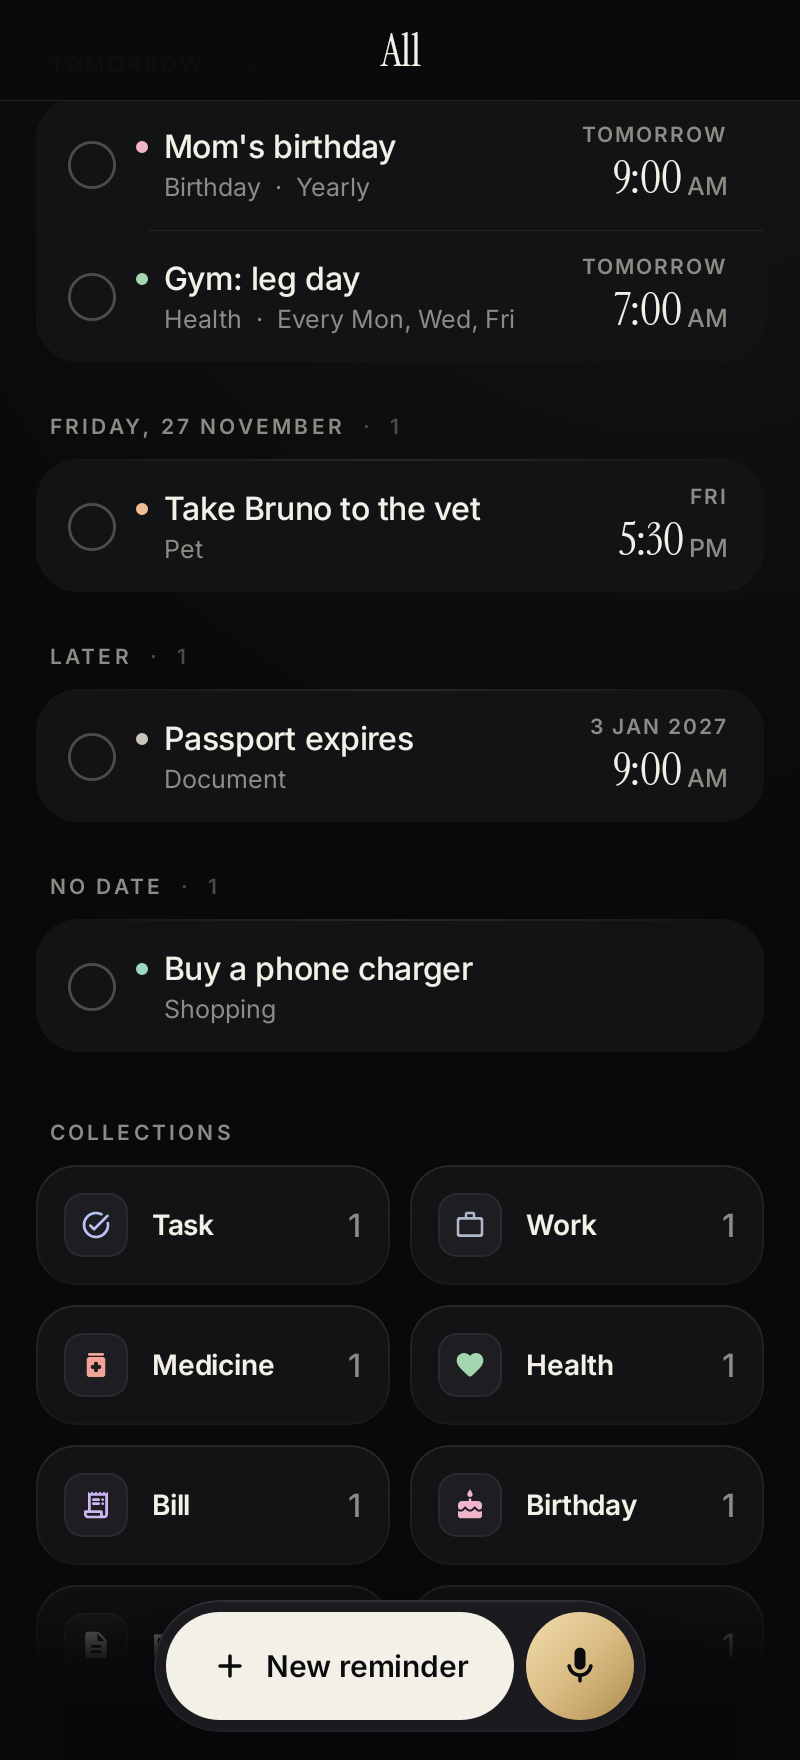 All
TOMORROW 2
Mom's birthday
Birthday · Yearly
TOMORROW
9:00 AM
Gym: leg day
Health · Every Mon, Wed, Fri
TOMORROW
7:00 AM
FRIDAY, 27 NOVEMBER · 1
Take Bruno to the vet
Pet
FRI
5:30 PM
LATER · 1
Passport expires
Document
3 JAN 2027
9:00 AM
NO DATE · 1
Buy a phone charger
Shopping
COLLECTIONS
Task 1
Work 1
Medicine 1
Health 1
Bill 1
Birthday 1
1
New reminder